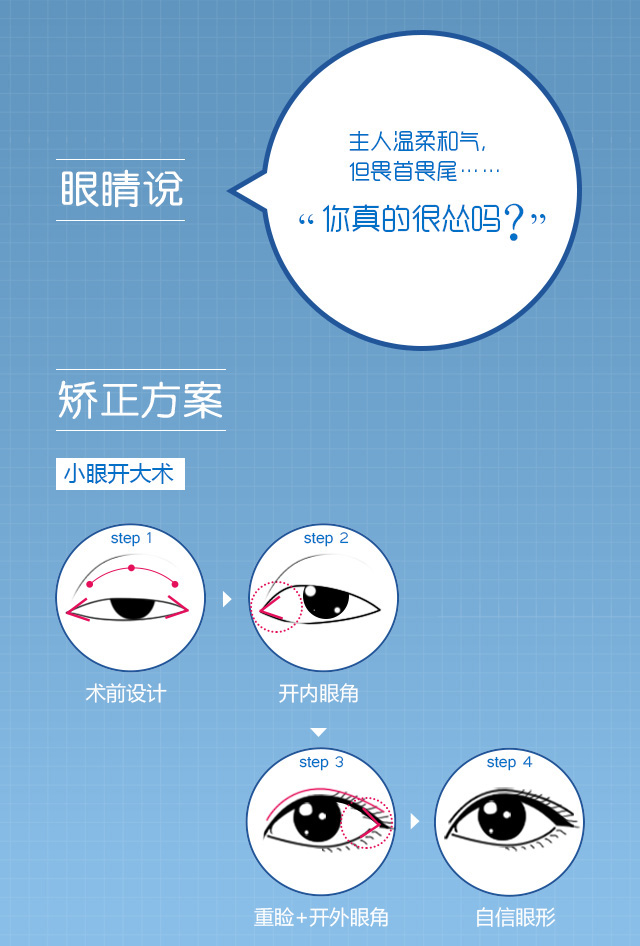 眼睛说
主人温柔和气,
但畏首畏尾……
“你真的很怂吗?”
矫正方案
小眼开大术
step 1
step 2
术前设计
开内眼角
step 3
step 4
重睑+开外眼角
自信眼形